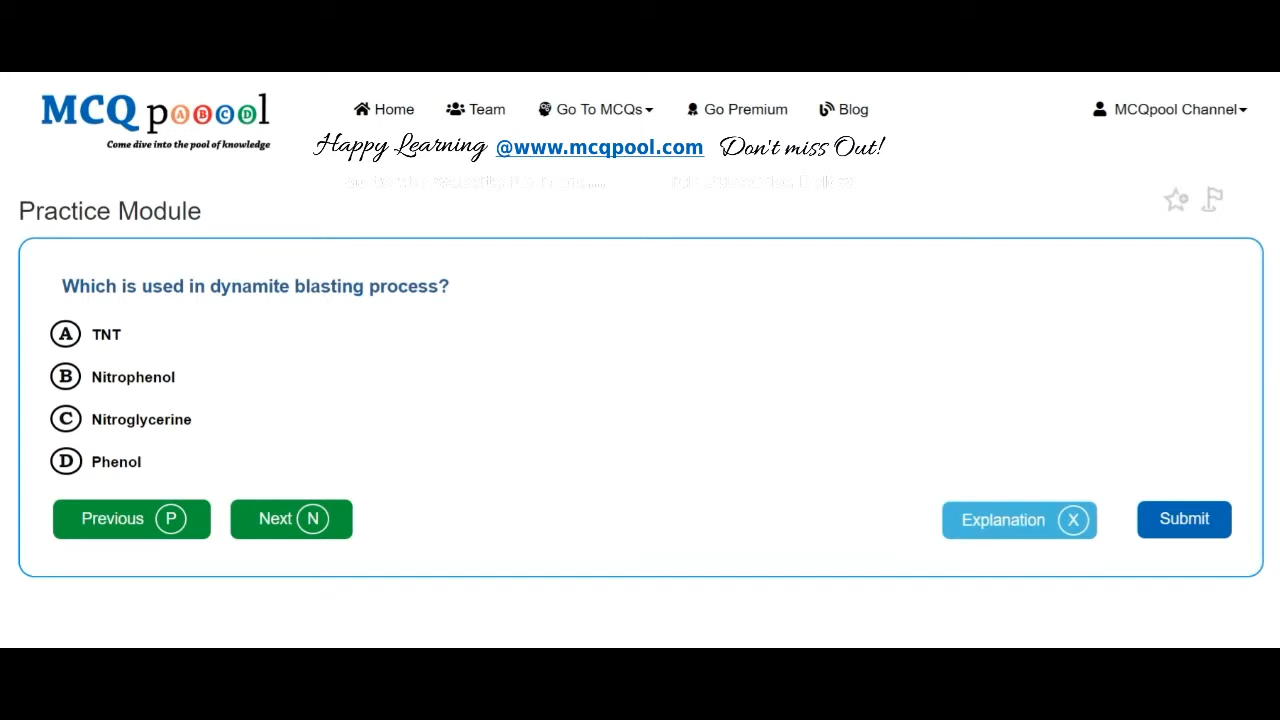 MCQ pooool
Come dive into the pool of knowledge
Home Team Go To MCQs Go Premium Blog MCQpool Channel
Happy Learning @www.mcqpool.com Don't miss Out!
Practice Module
Which is used in dynamite blasting process?
A TNT
B Nitrophenol
C Nitroglycerine
D Phenol
Previous P Next N Explanation X Submit